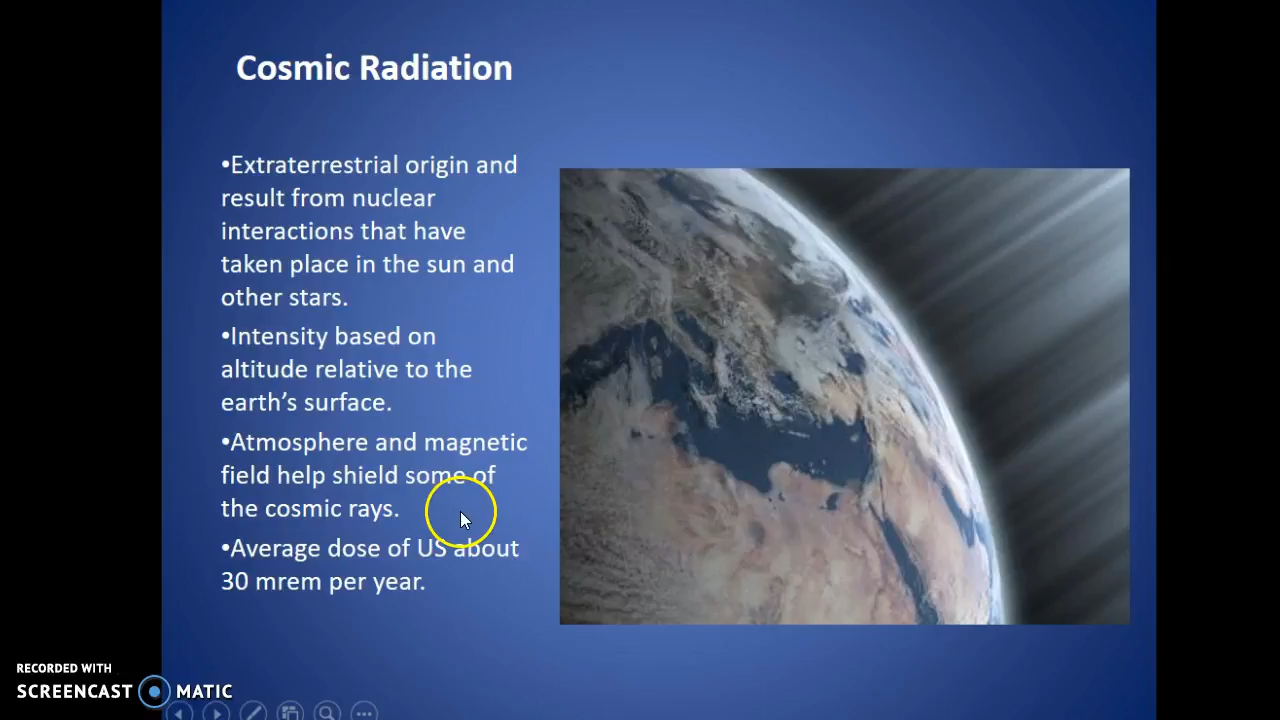 Cosmic Radiation
•Extraterrestrial origin and
result from nuclear
interactions that have
taken place in the sun and
other stars.
•Intensity based on
altitude relative to the
earth's surface.
•Atmosphere and magnetic
field help shield some of
the cosmic rays.
•Average dose of US about
30 mrem per year.
RECORDED WITH
SCREENCAST MATIC